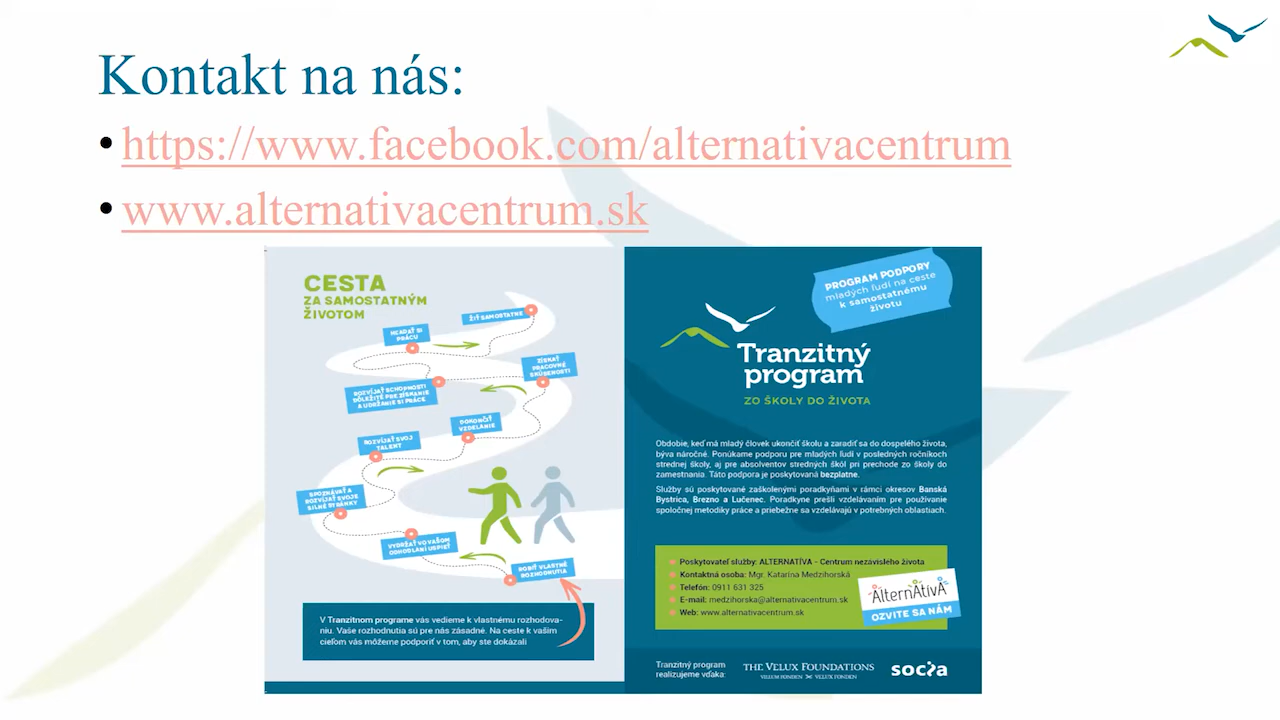 Kontakt na nás:
• https://www.facebook.com/alternativacentrum
• www.alternativacentrum.sk
CESTA
ZA SAMOSTATNÝM
ŽIVOTOM
ŽIŤ SAMOSTATNE
HĽADAŤ SI
PRÁCU
ZÍSKAŤ
PRACOVNÉ
SKÚSENOSTI
ROZVÍJAŤ SCHOPNOSTI
DÔLEŽITÉ PRE ZÍSKANIE
A UDRŽANIE SI PRÁCE
DOKONČIŤ
VZDELANIE
ROZVÍJAŤ SVOJ
TALENT
SPOZNÁVAŤ A
ROZVÍJAŤ SVOJE
SILNÉ STRÁNKY
VYDRŽAŤ VO VAŠOM
ODHODLANÍ USPIEŤ
ROBIŤ VLASTNÉ
ROZHODNUTIA
V Tranzitnom programe vás vedieme k vlastnému rozhodova-
niu. Vaše rozhodnutia sú pre nás zásadné. Na ceste k vašim
cieľom vás môžeme podporiť v tom, aby ste dokázali
PROGRAM PODPORY
mladých ľudí na ceste
k samostatnému
životu
Tranzitný
program
ZO ŠKOLY DO ŽIVOTA
Obdobie, keď má mladý človek ukončiť školu a zaradiť sa do dospelého života,
býva náročné. Ponúkame podporu pre mladých ľudí v posledných ročníkoch
strednej školy, aj pre absolventov stredných škôl pri prechode zo školy do
zamestnania. Táto podpora je poskytovaná bezplatne.
Služby sú poskytované zaškolenými poradkyňami v rámci okresov Banská
Bystrica, Brezno a Lučenec. Poradkyne prešli vzdelávaním pre používanie
spoločnej metodiky práce a priebežne sa vzdelávajú v potrebných oblastiach.
Poskytovateľ služby: ALTERNATÍVA - Centrum nezávislého života
Kontaktná osoba: Mgr. Katarína Medzihorská
Telefón: 0911 631 325
E-mail: medzihorska@alternativacentrum.sk
Web: www.alternativacentrum.sk
AlternAtívA
OZVITE SA NÁM
Tranzitný program
realizujeme vďaka:
THE VELUX FOUNDATIONS
VILLUM FONDEN VELUX FONDEN
socia